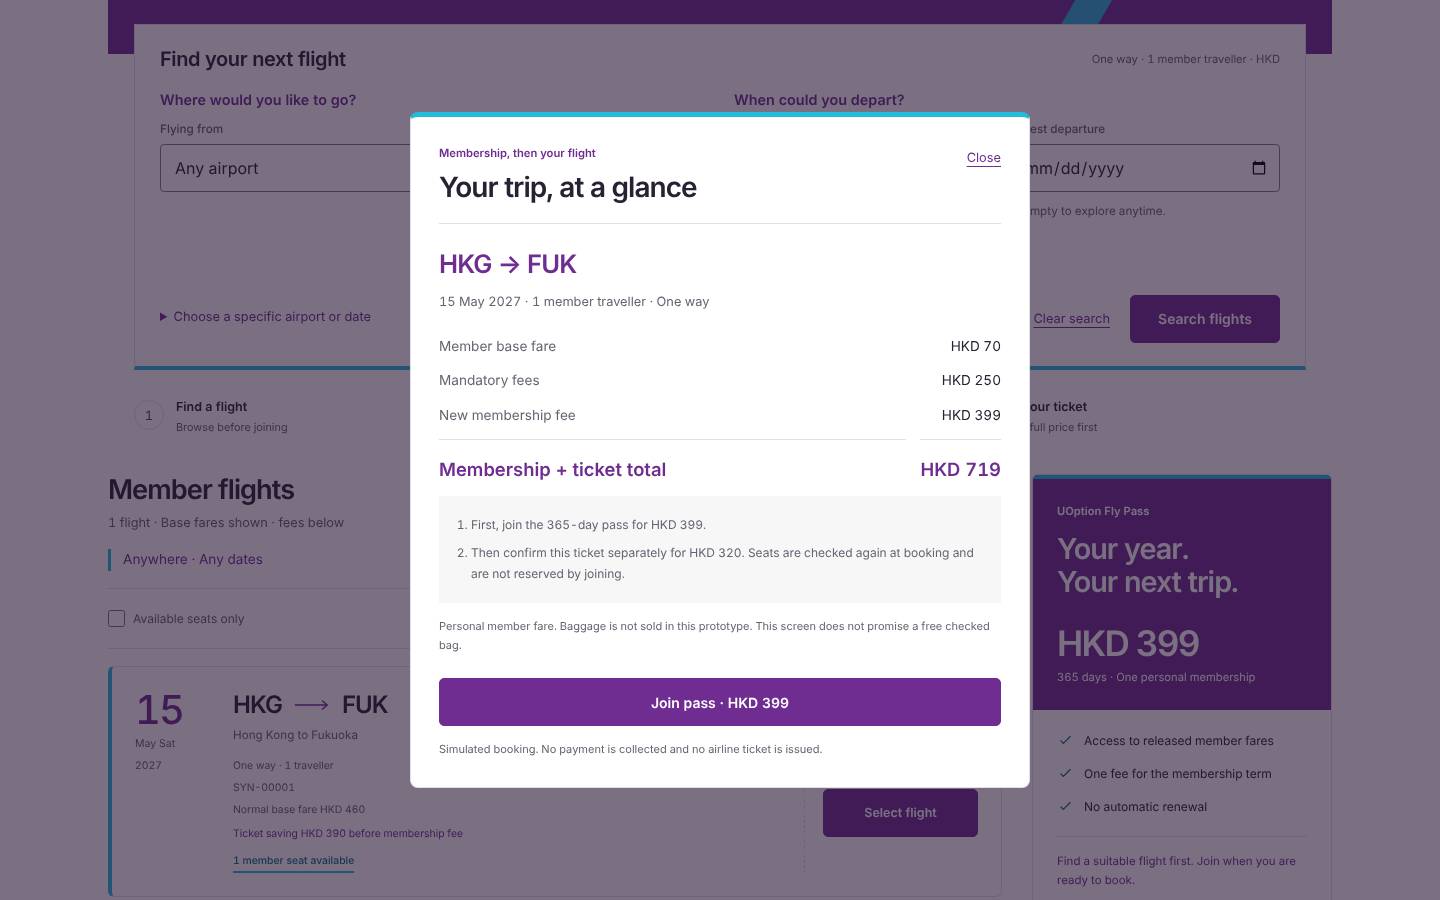 Find your next flight
One way · 1 member traveller · HKD
Where would you like to go?
When could you depart?
Flying from
est departure
Any airport
mm/dd/yyyy
mpty to explore anytime.
▶ Choose a specific airport or date
Clear search
Search flights
Membership, then your flight
Close
Your trip, at a glance
HKG → FUK
15 May 2027 · 1 member traveller · One way
Member base fare
HKD 70
Mandatory fees
HKD 250
New membership fee
HKD 399
Membership + ticket total
HKD 719
1. First, join the 365-day pass for HKD 399.
2. Then confirm this ticket separately for HKD 320. Seats are checked again at booking and
are not reserved by joining.
Personal member fare. Baggage is not sold in this prototype. This screen does not promise a free checked
bag.
Join pass · HKD 399
Simulated booking. No payment is collected and no airline ticket is issued.
1
Find a flight
Browse before joining
our ticket
full price first
Member flights
1 flight · Base fares shown · fees below
Anywhere · Any dates
Available seats only
15
May Sat
2027
HKG → FUK
Hong Kong to Fukuoka
One way · 1 traveller
SYN-00001
Normal base fare HKD 460
Ticket saving HKD 390 before membership fee
1 member seat available
Select flight
UOption Fly Pass
Your year.
Your next trip.
HKD 399
365 days · One personal membership
Access to released member fares
One fee for the membership term
No automatic renewal
Find a suitable flight first. Join when you are
ready to book.